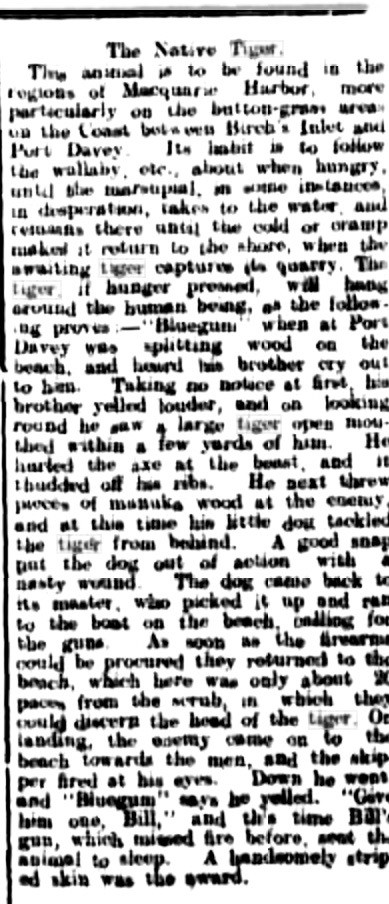 The Native Tiger.
This animal is to be found in the
regions of Macquarie Harbor, more
particularly on the button-grass areas
on the Coast between Birch's Inlet and
Port Davey. Its habit is to follow
the wallaby, etc., about when hungry,
until the marsupial, in some instances,
in desperation, takes to the water, and
remains there until the cold or cramp
makes it return to the shore, when the
awaiting tiger captures its quarry. The
tiger, if hunger pressed, will hang
around the human being, as the follow-
ing proves:—"Bluegum" when at Port
Davey was splitting wood on the
beach, and heard his brother cry out
to him. Taking no notice at first, his
brother yelled louder, and on looking
round he saw a large tiger open mou-
thed within a few yards of him. He
hurled the axe at the beast, and it
thudded off his ribs. He next threw
pieces of manuka wood at the enemy,
and at this time his little dog tackled
the tiger from behind. A good snap
put the dog out of action with a
nasty wound. The dog came back to
its master, who picked it up and ran
to the boat on the beach, calling for
the guns. As soon as the firearms
could be procured they returned to the
beach, which here was only about 20
paces from the scrub, in which they
could discern the head of the tiger. On
landing, the enemy came on to the
beach towards the men, and the skip-
per fired at his eyes. Down he went
and "Bluegum" says he yelled. "Give
him one, Bill," and this time Bill's
gun, which missed fire before, sent the
animal to sleep. A handsomely strip-
ed skin was the award.